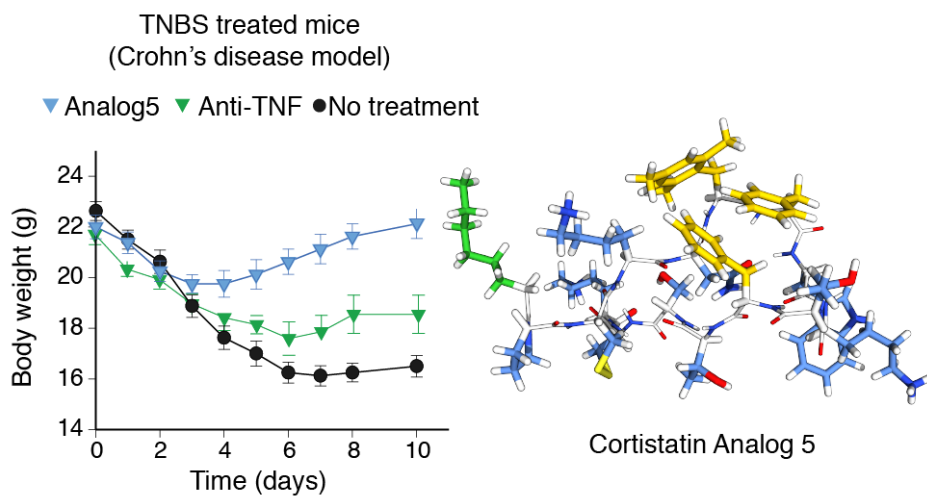 TNBS treated mice
(Crohn's disease model)
Analog5 Anti-TNF No treatment
24
22
20
18
16
14
Body weight (g)
0 2 4 6 8 10
Time (days)
Cortistatin Analog 5